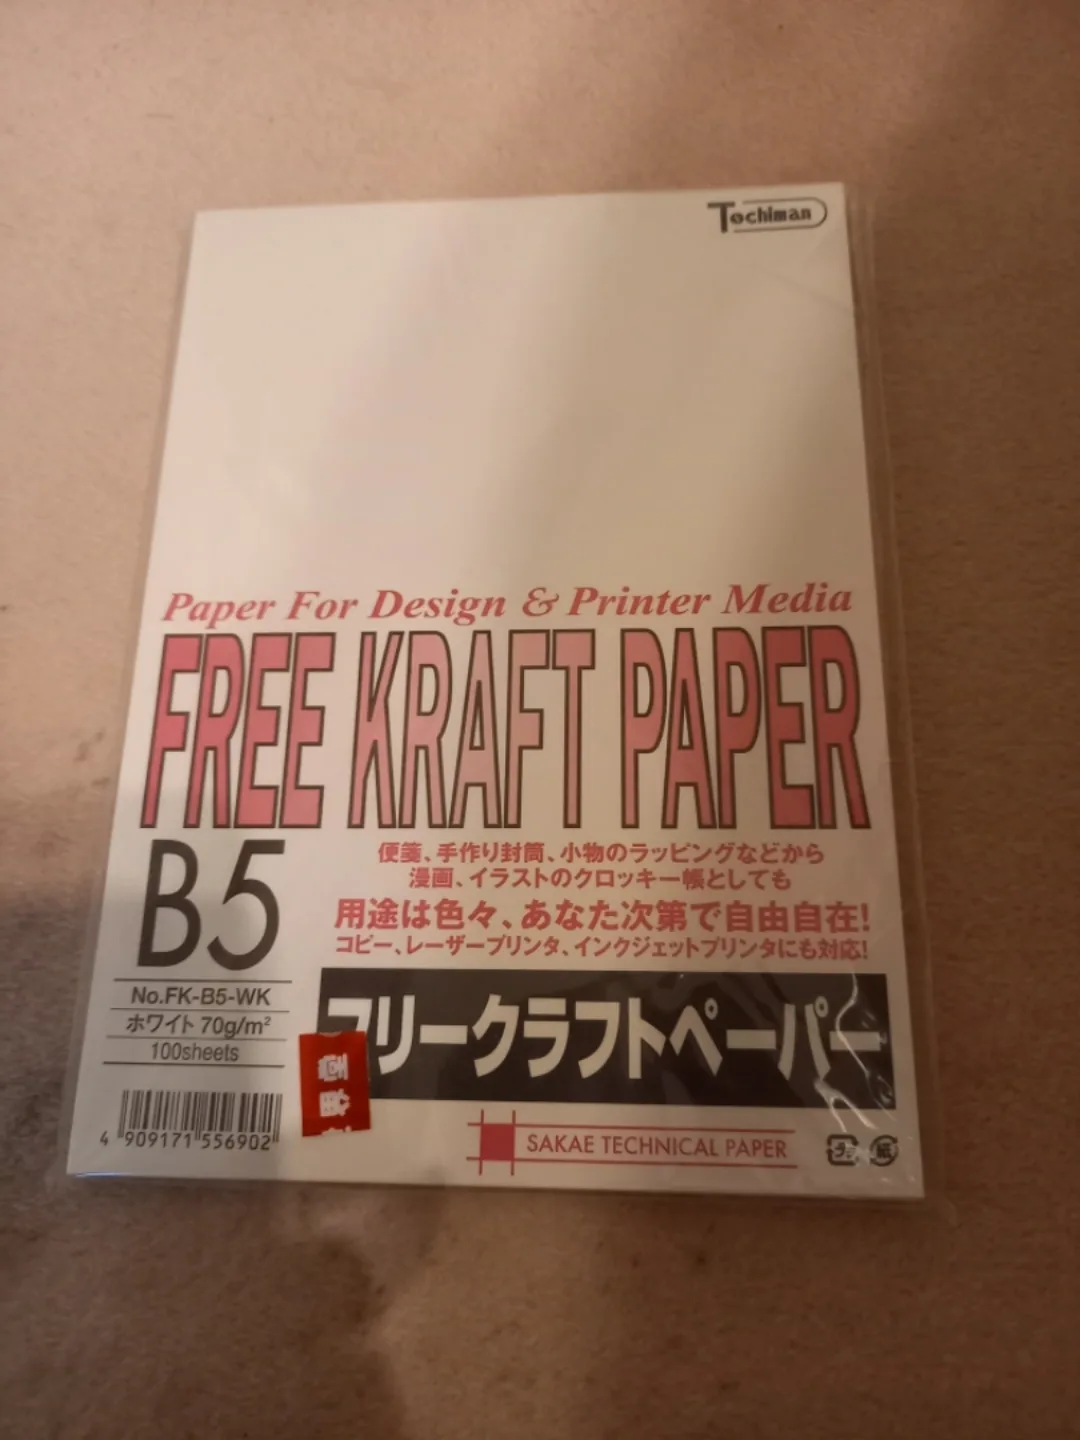 Tochiman
Paper For Design & Printer Media
FREE KRAFT PAPER
B5
便箋、手作り封筒、小物のラッピングなどから
漫画、イラストのクロッキー帳としても
用途は色々、あなた次第で自由自在!
コピー、レーザープリンタ、インクジェットプリンタにも対応!
No.FK-B5-WK
ホワイト 70g/m²
100sheets
フリークラフトペーパー
4 909171 556902
SAKAE TECHNICAL PAPER
プラ
紙